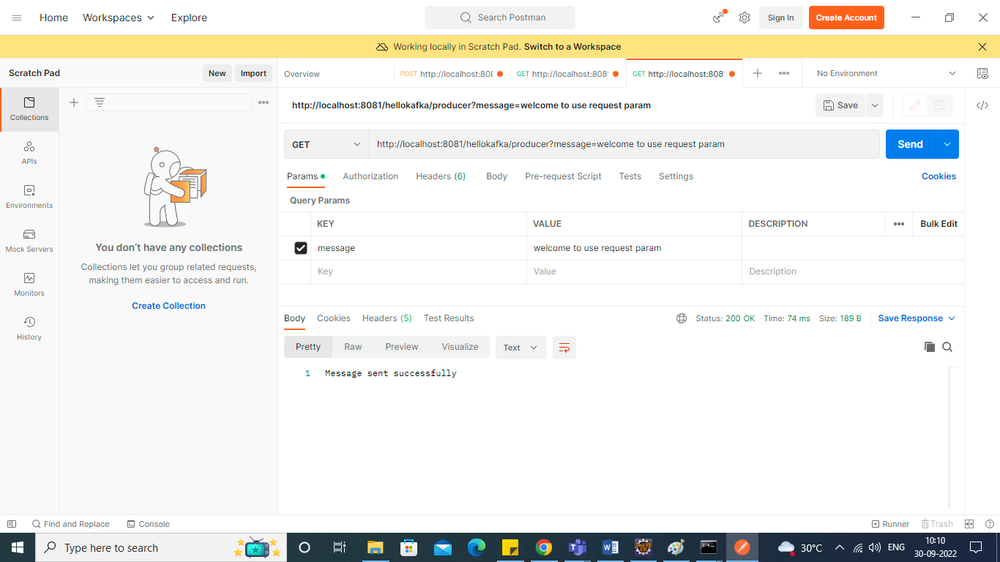 Home Workspaces Explore Search Postman Sign In Create Account
Working locally in Scratch Pad. Switch to a Workspace
Scratch Pad New Import Overview POST http://localhost:808 GET http://localhost:808 GET http://localhost:808 No Environment
http://localhost:8081/hellokafka/producer?message=welcome to use request param Save
Collections
APIs
Environments
Mock Servers
Monitors
History
You don't have any collections
Collections let you group related requests,
making them easier to access and run.
Create Collection
GET http://localhost:8081/hellokafka/producer?message=welcome to use request param Send
Params Authorization Headers (6) Body Pre-request Script Tests Settings Cookies
Query Params
KEY VALUE DESCRIPTION Bulk Edit
message welcome to use request param
Key Value Description
Body Cookies Headers (5) Test Results Status: 200 OK Time: 74 ms Size: 189 B Save Response
Pretty Raw Preview Visualize Text
1 Message sent successfully
Find and Replace Console Runner Trash
Type here to search 30°C ENG 10:10
30-09-2022